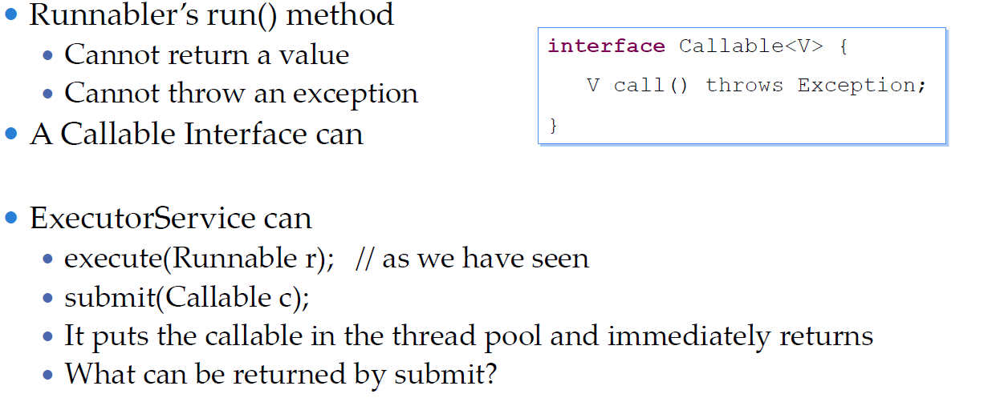 • Runnabler’s run() method
• Cannot return a value
• Cannot throw an exception
• A Callable Interface can
interface Callable<V> {
V call() throws Exception;
}
• ExecutorService can
• execute(Runnable r); // as we have seen
• submit(Callable c);
• It puts the callable in the thread pool and immediately returns
• What can be returned by submit?